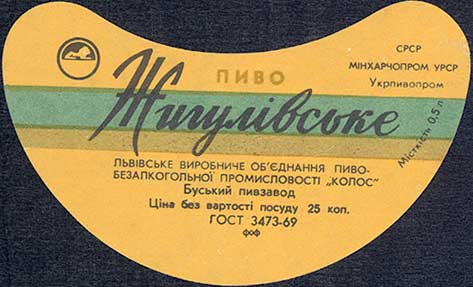 СРСР
МІНХАРЧОПРОМ УРСР
Укрпивопром
ПИВО
Жигулівське
Місткість 0,5 л
ЛЬВІВСЬКЕ ВИРОБНИЧЕ ОБ'ЄДНАННЯ ПИВО-
БЕЗАЛКОГОЛЬНОЇ ПРОМИСЛОВОСТІ „КОЛОС"
Буський пивзавод
Ціна без вартості посуду 25 коп.
ГОСТ 3473-69